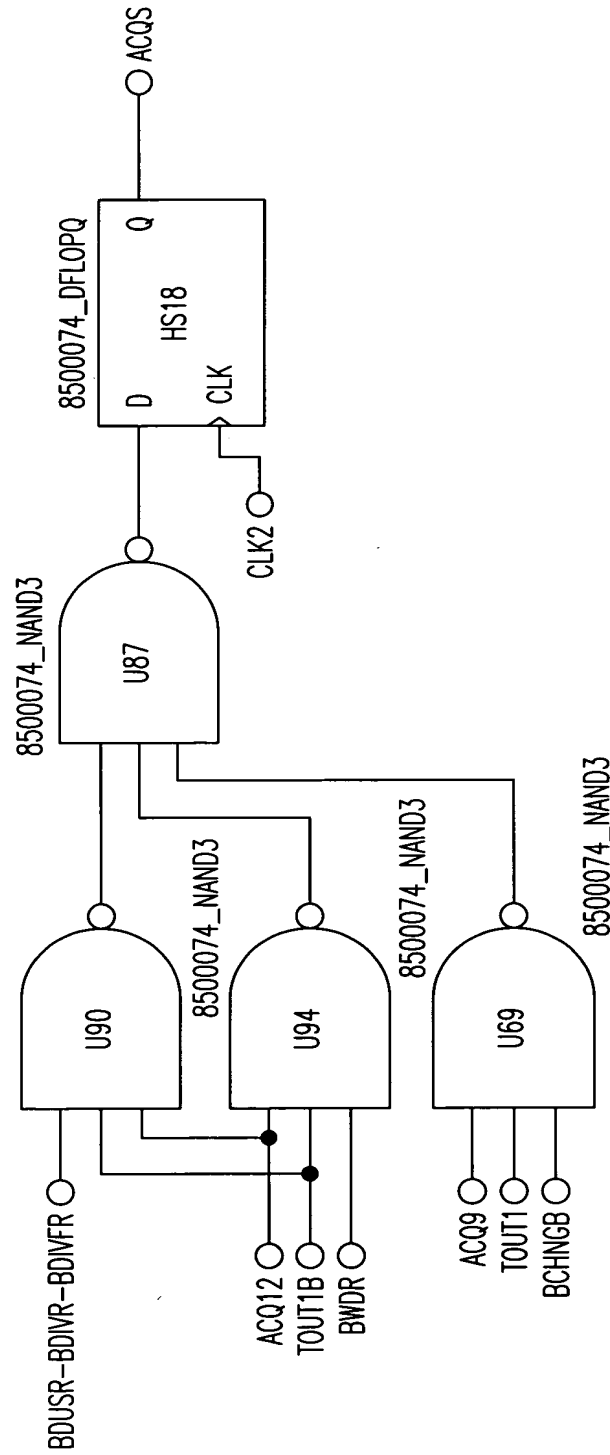 8500074_DFLOPQ
ACQS
D
Q
HS18
CLK
CLK2
8500074_NAND3
U87
BDUSR-BDIVR-BDIVFR
U90
8500074_NAND3
ACQ12
TOUT1B
BWDR
U94
8500074_NAND3
ACQ9
TOUT1
BCHNGB
U69
8500074_NAND3